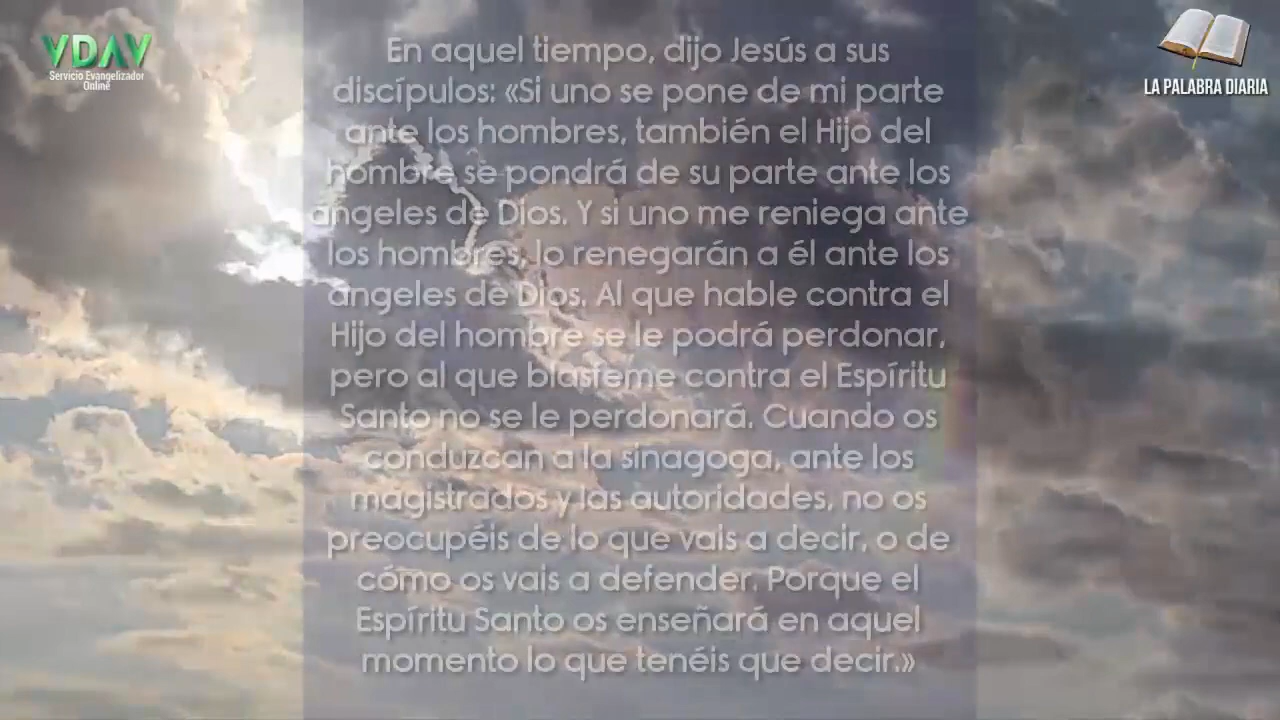 VDAV
Servicio Evangelizador
Online
LA PALABRA DIARIA
En aquel tiempo, dijo Jesús a sus
discípulos: «Si uno se pone de mi parte
ante los hombres, también el Hijo del
hombre se pondrá de su parte ante los
ángeles de Dios. Y si uno me reniega ante
los hombres, lo renegarán a él ante los
ángeles de Dios. Al que hable contra el
Hijo del hombre se le podrá perdonar,
pero al que blasfeme contra el Espíritu
Santo no se le perdonará. Cuando os
conduzcan a la sinagoga, ante los
magistrados y las autoridades, no os
preocupéis de lo que vais a decir, o de
cómo os vais a defender. Porque el
Espíritu Santo os enseñará en aquel
momento lo que tenéis que decir.»